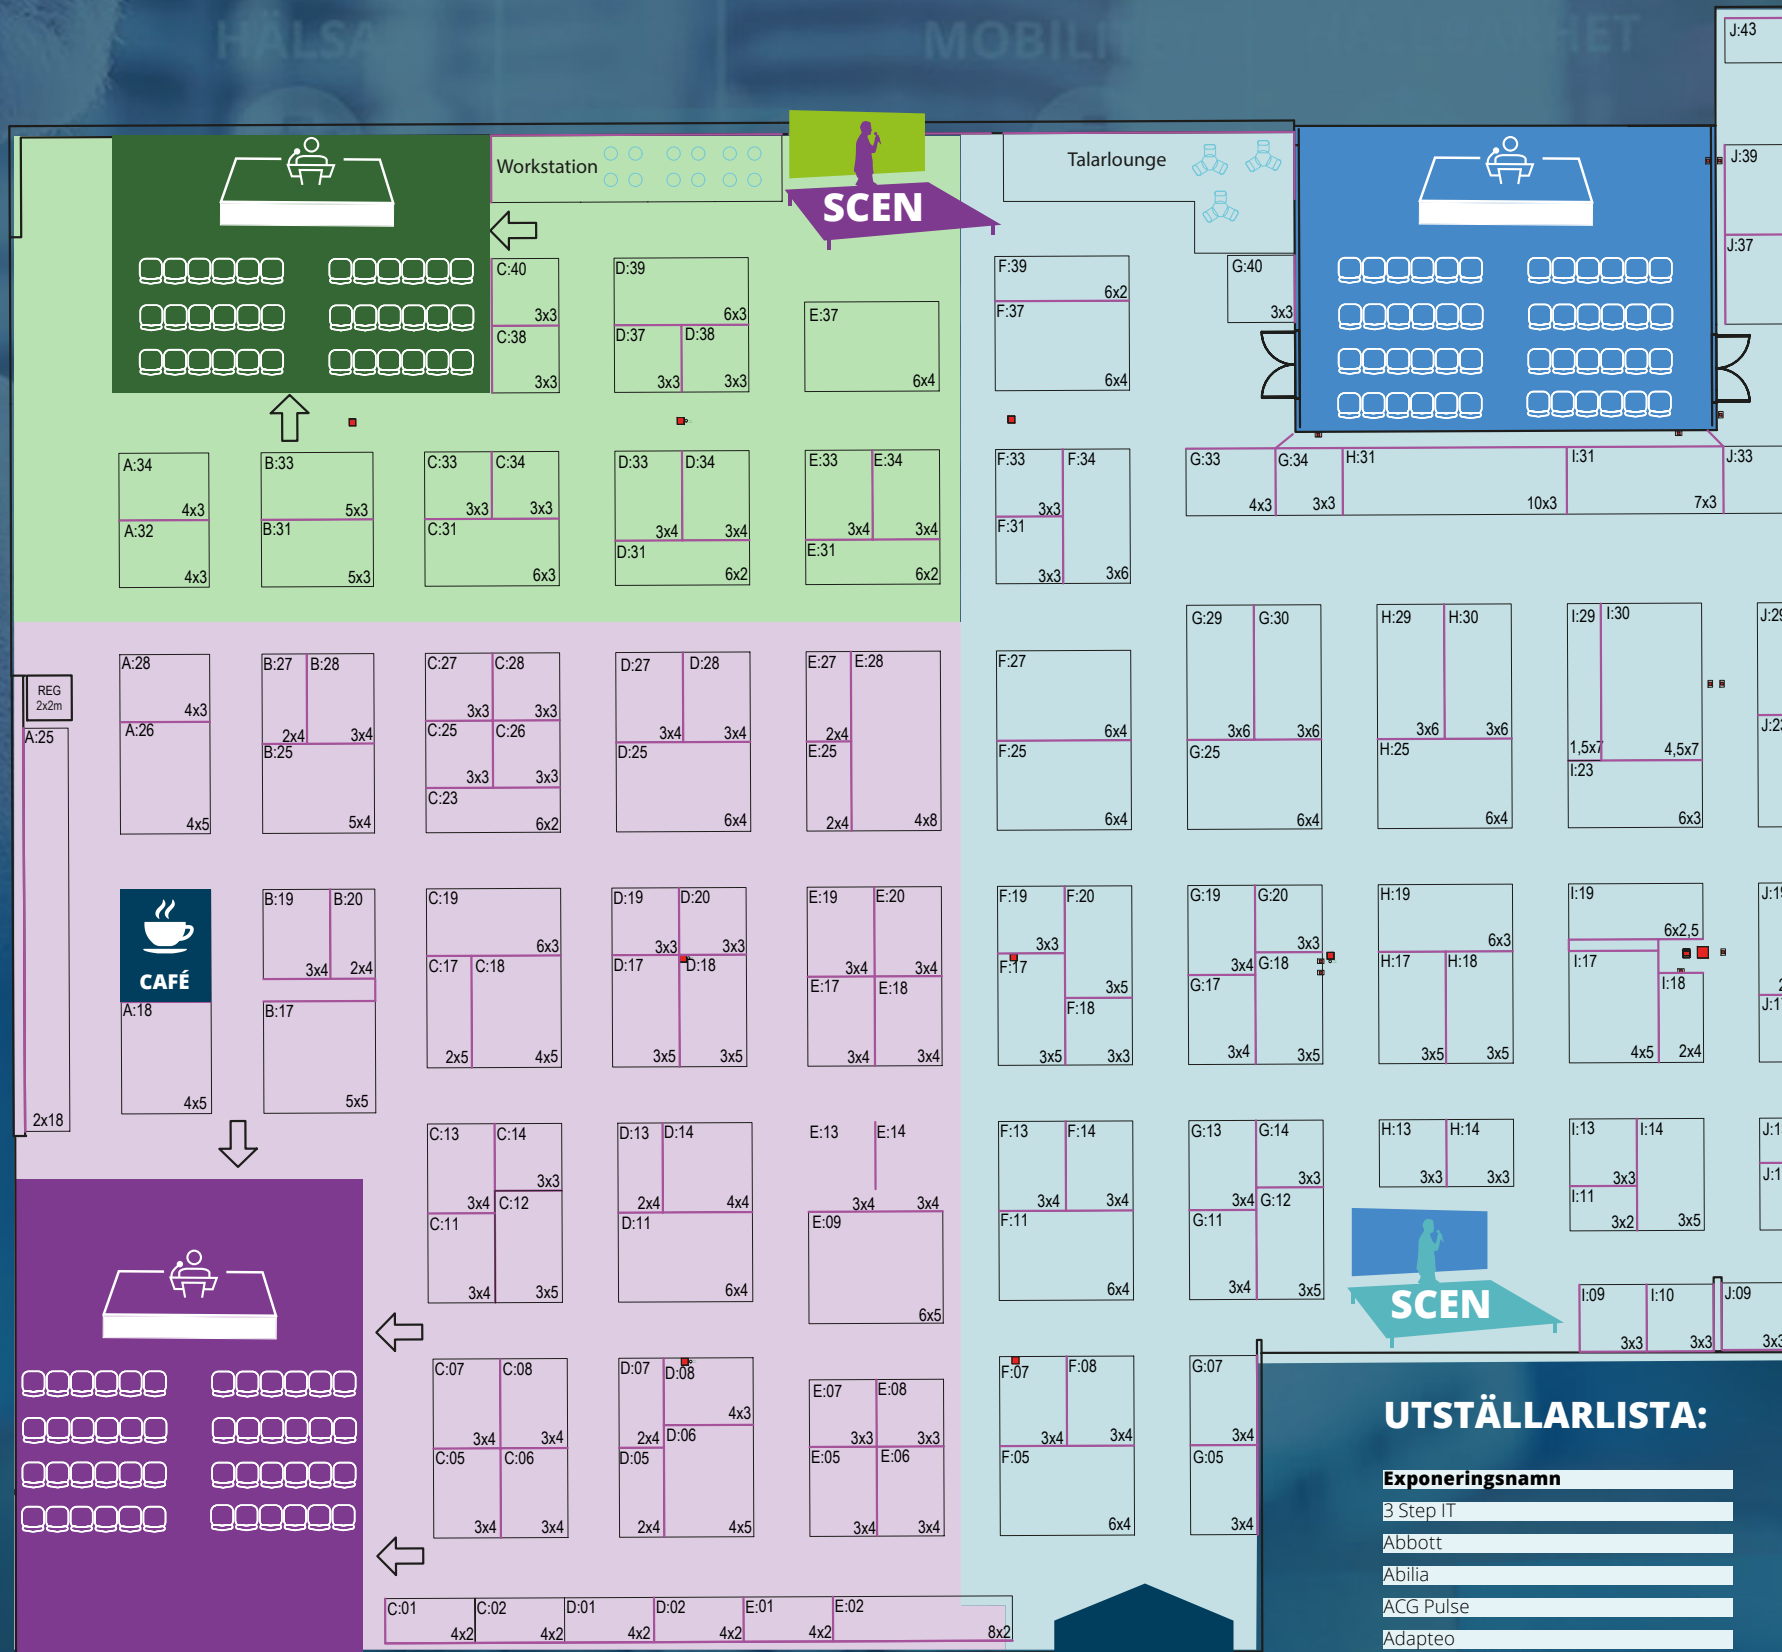 HÄLSA
MOBILI
HET
J:43
Workstation
SCEN
Talarlounge
J:39
J:37
C:40
3x3
C:38
3x3
D:39
6x3
D:37
3x3
D:38
3x3
E:37
6x4
F:39
6x2
F:37
6x4
G:40
3x3
A:34
4x3
A:32
4x3
B:33
5x3
B:31
5x3
C:33
3x3
C:34
3x3
C:31
6x3
D:33
3x4
D:34
3x4
D:31
6x2
E:33
3x4
E:34
3x4
E:31
6x2
F:33
3x3
F:34
3x6
F:31
3x3
G:33
4x3
G:34
3x3
H:31
10x3
I:31
7x3
J:33
REG
2x2m
A:25
2x18
A:28
4x3
A:26
4x5
B:27
2x4
B:28
3x4
B:25
5x4
C:27
3x3
C:28
3x3
C:25
3x3
C:26
3x3
C:23
6x2
D:27
3x4
D:28
3x4
D:25
6x4
E:27
2x4
E:28
4x8
E:25
2x4
F:27
6x4
F:25
6x4
G:29
3x6
G:30
3x6
G:25
6x4
H:29
3x6
H:30
3x6
H:25
6x4
I:29
1,5x7
I:30
4,5x7
I:23
6x3
J:29
J:23
CAFÉ
A:18
4x5
B:19
3x4
B:20
2x4
B:17
5x5
C:19
6x3
C:17
2x5
C:18
4x5
D:19
3x3
D:20
3x3
D:17
3x5
D:18
3x5
E:19
3x4
E:20
3x4
E:17
3x4
E:18
3x4
F:19
3x3
F:20
3x5
F:17
3x5
F:18
3x3
G:19
3x4
G:20
3x3
G:17
3x4
G:18
3x5
H:19
6x3
H:17
3x5
H:18
3x5
I:19
6x2,5
I:17
4x5
I:18
2x4
J:19
2
J:1
C:13
3x4
C:14
3x3
C:11
3x4
C:12
3x5
D:13
2x4
D:14
4x4
D:11
6x4
E:13
3x4
E:14
3x4
E:09
6x5
F:13
3x4
F:14
3x4
F:11
6x4
G:13
3x4
G:14
3x3
G:11
3x4
G:12
3x5
H:13
3x3
H:14
3x3
I:13
3x3
I:14
3x5
I:11
3x2
J:1
J:1
SCEN
I:09
3x3
I:10
3x3
J:09
3x3
C:07
3x4
C:08
3x4
C:05
3x4
C:06
3x4
D:07
2x4
D:08
4x3
D:05
2x4
D:06
4x5
E:07
3x3
E:08
3x3
E:05
3x4
E:06
3x4
F:07
3x4
F:08
3x4
F:05
6x4
G:07
3x4
G:05
3x4
C:01
4x2
C:02
4x2
D:01
4x2
D:02
4x2
E:01
4x2
E:02
8x2
UTSTÄLLARLISTA:
Exponeringsnamn
3 Step IT
Abbott
Abilia
ACG Pulse
Adapteo